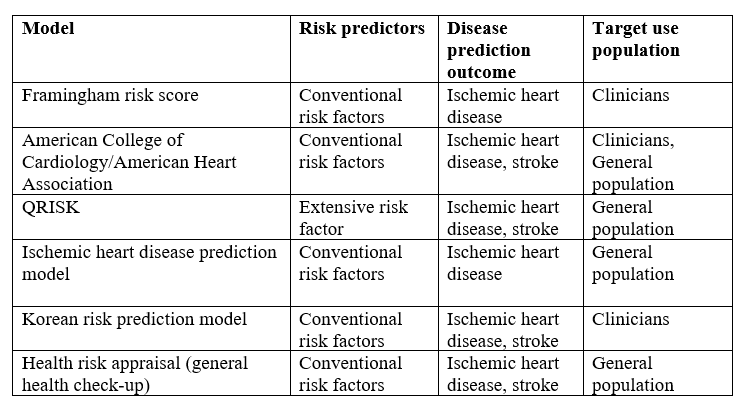 Model Risk predictors Disease prediction outcome Target use population
Framingham risk score Conventional risk factors Ischemic heart disease Clinicians
American College of Cardiology/American Heart Association Conventional risk factors Ischemic heart disease, stroke Clinicians, General population
QRISK Extensive risk factor Ischemic heart disease, stroke General population
Ischemic heart disease prediction model Conventional risk factors Ischemic heart disease General population
Korean risk prediction model Conventional risk factors Ischemic heart disease, stroke Clinicians
Health risk appraisal (general health check-up) Conventional risk factors Ischemic heart disease, stroke General population